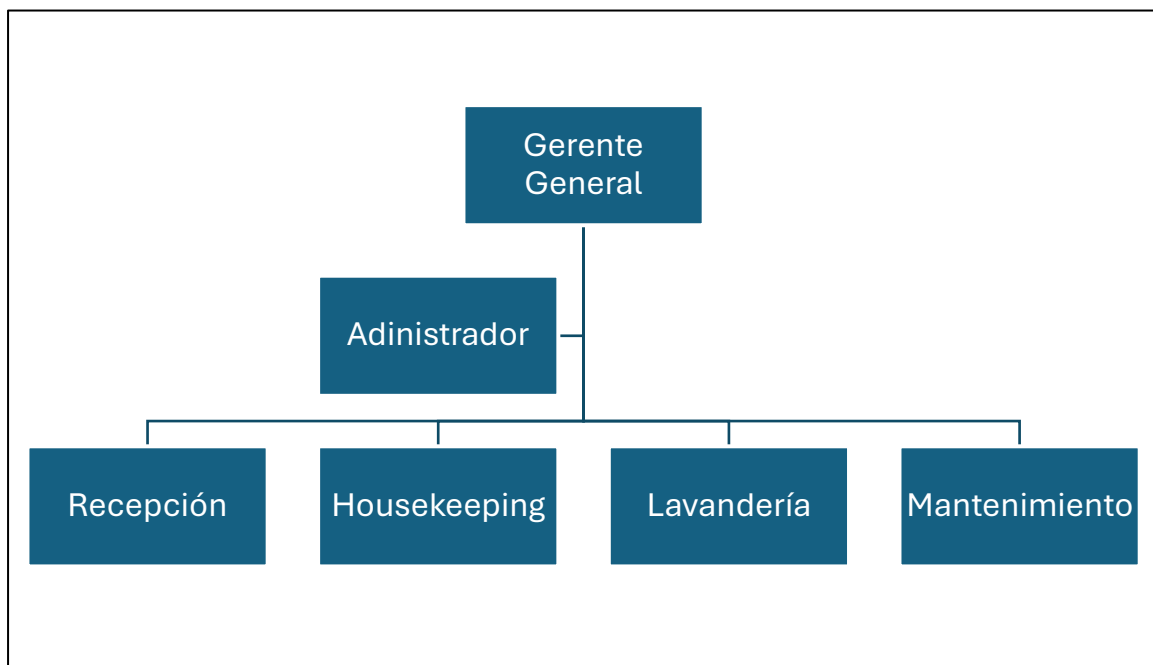 Gerente
General
Adinistrador
Recepción
Housekeeping
Lavandería
Mantenimiento